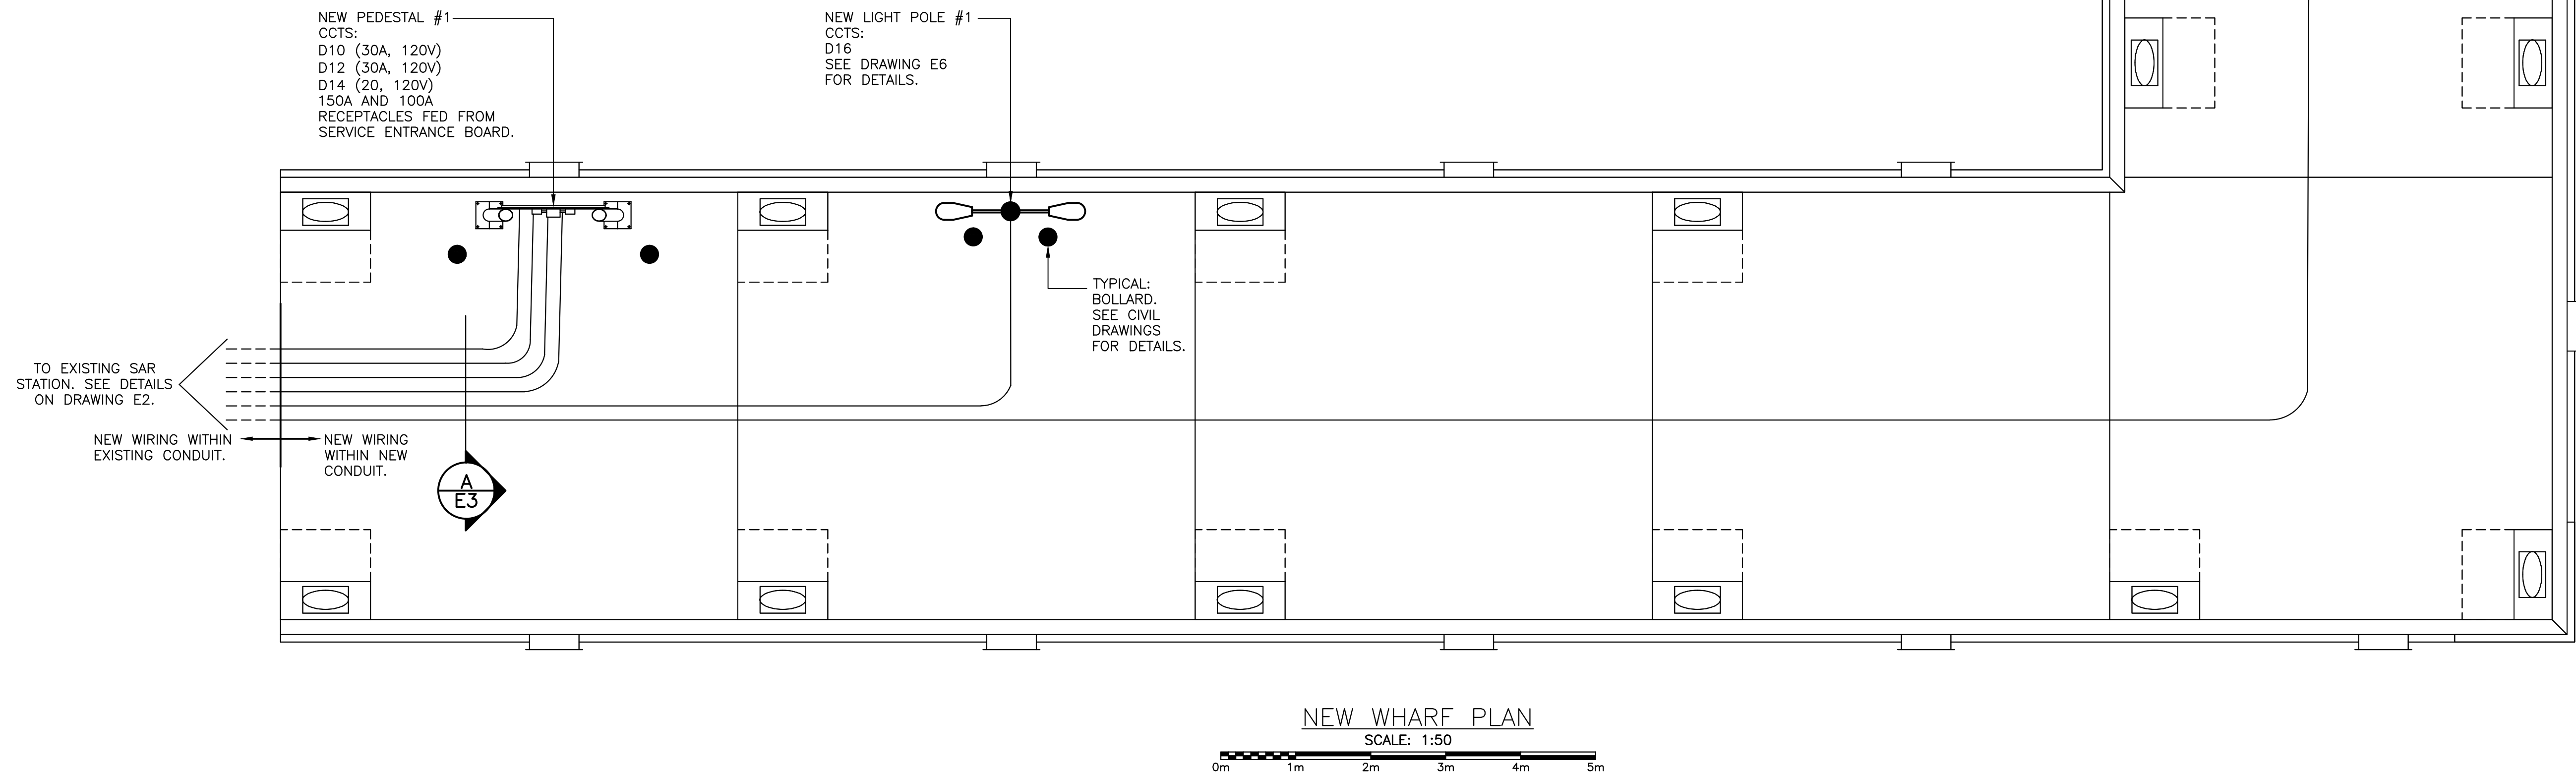 NEW PEDESTAL #1
CCTS:
D10 (30A, 120V)
D12 (30A, 120V)
D14 (20, 120V)
150A AND 100A
RECEPTACLES FED FROM
SERVICE ENTRANCE BOARD.
NEW LIGHT POLE #1
CCTS:
D16
SEE DRAWING E6
FOR DETAILS.
TYPICAL:
BOLLARD.
SEE CIVIL
DRAWINGS
FOR DETAILS.
TO EXISTING SAR
STATION. SEE DETAILS
ON DRAWING E2.
NEW WIRING WITHIN
EXISTING CONDUIT.
NEW WIRING
WITHIN NEW
CONDUIT.
A
E3
NEW WHARF PLAN
SCALE: 1:50
0m 1m 2m 3m 4m 5m